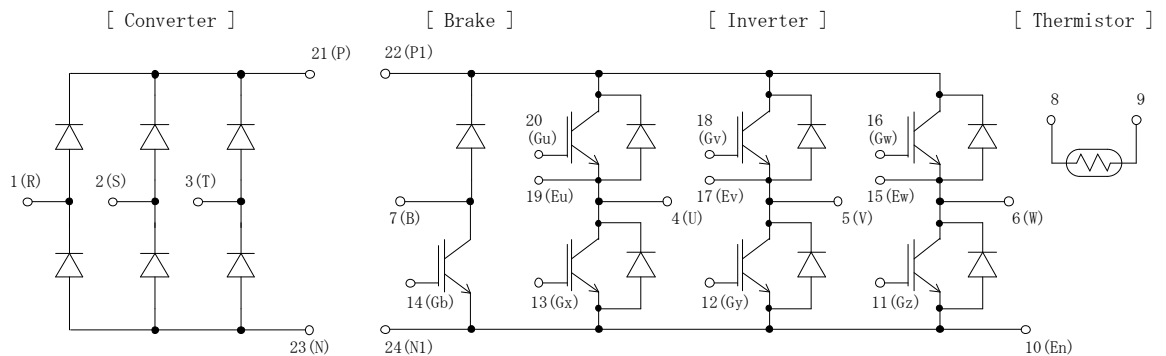 [ Converter ]
[ Brake ]
[ Inverter ]
[ Thermistor ]
21(P)
22(P1)
1(R)
2(S)
3(T)
23(N)
7(B)
14(Gb)
24(N1)
20
(Gu)
19(Eu)
4(U)
13(Gx)
18
(Gv)
17(Ev)
5(V)
12(Gy)
16
(Gw)
15(Ew)
6(W)
11(Gz)
10(En)
8
9